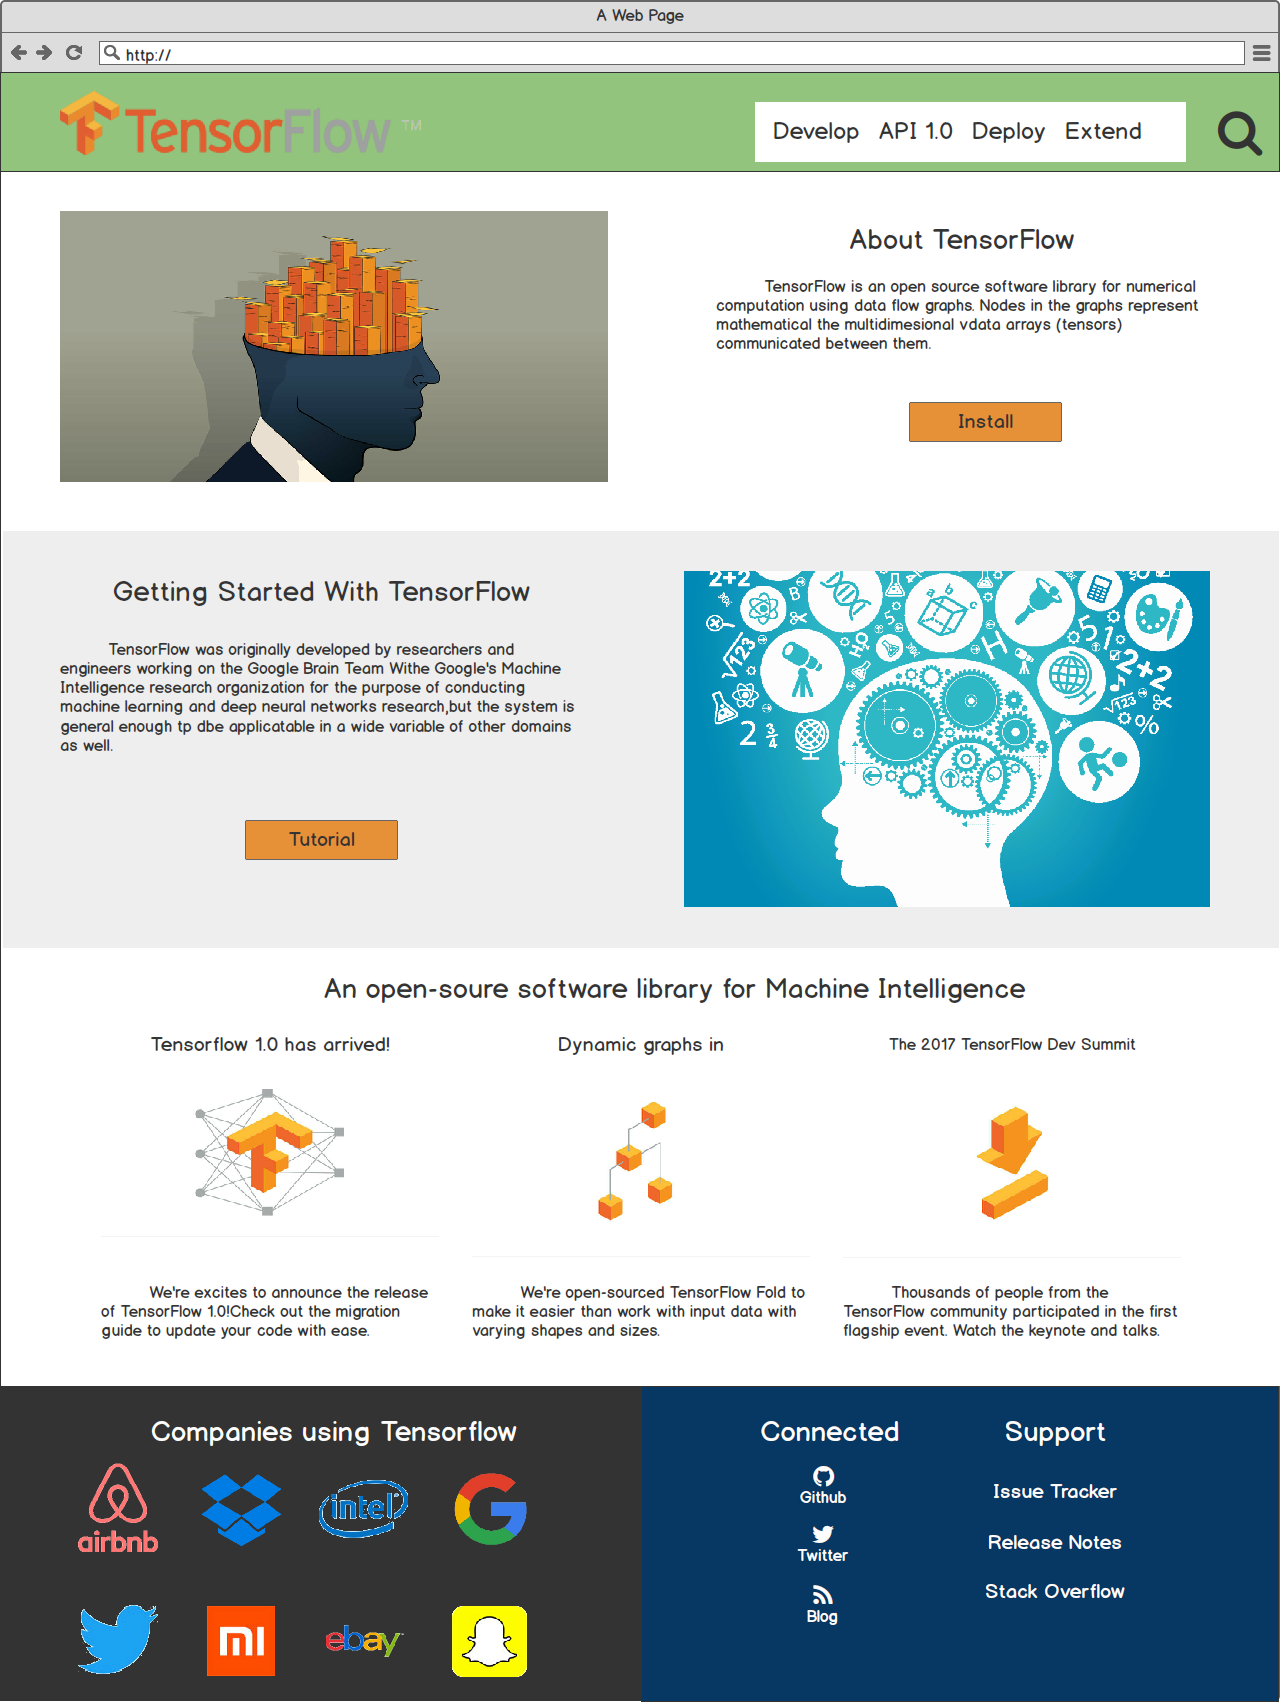 A Web Page
http://
TensorFlow ™
Develop API 1.0 Deploy Extend
About TensorFlow
TensorFlow is an open source software library for numerical
computation using data flow graphs. Nodes in the graphs represent
mathematical the multidimesional vdata arrays (tensors)
communicated between them.
Install
Getting Started With TensorFlow
TensorFlow was originally developed by researchers and
engineers working on the Google Brain Team Withe Google's Machine
Intelligence research organization for the purpose of conducting
machine learning and deep neural networks research,but the system is
general enough tp dbe applicatable in a wide variable of other domains
as well.
Tutorial
2+2
a b c
B
51
√123
H
2+2
√123
%
2 3/4
An open-soure software library for Machine Intelligence
Tensorflow 1.0 has arrived!
Dynamic graphs in
The 2017 TensorFlow Dev Summit
We're excites to announce the release
of TensorFlow 1.0!Check out the migration
guide to update your code with ease.
We're open-sourced TensorFlow Fold to
make it easier than work with input data with
varying shapes and sizes.
Thousands of people from the
TensorFlow community participated in the first
flagship event. Watch the keynote and talks.
Companies using Tensorflow
airbnb
intel
G
mi
ebay
Connected
Github
Twitter
Blog
Support
Issue Tracker
Release Notes
Stack Overflow